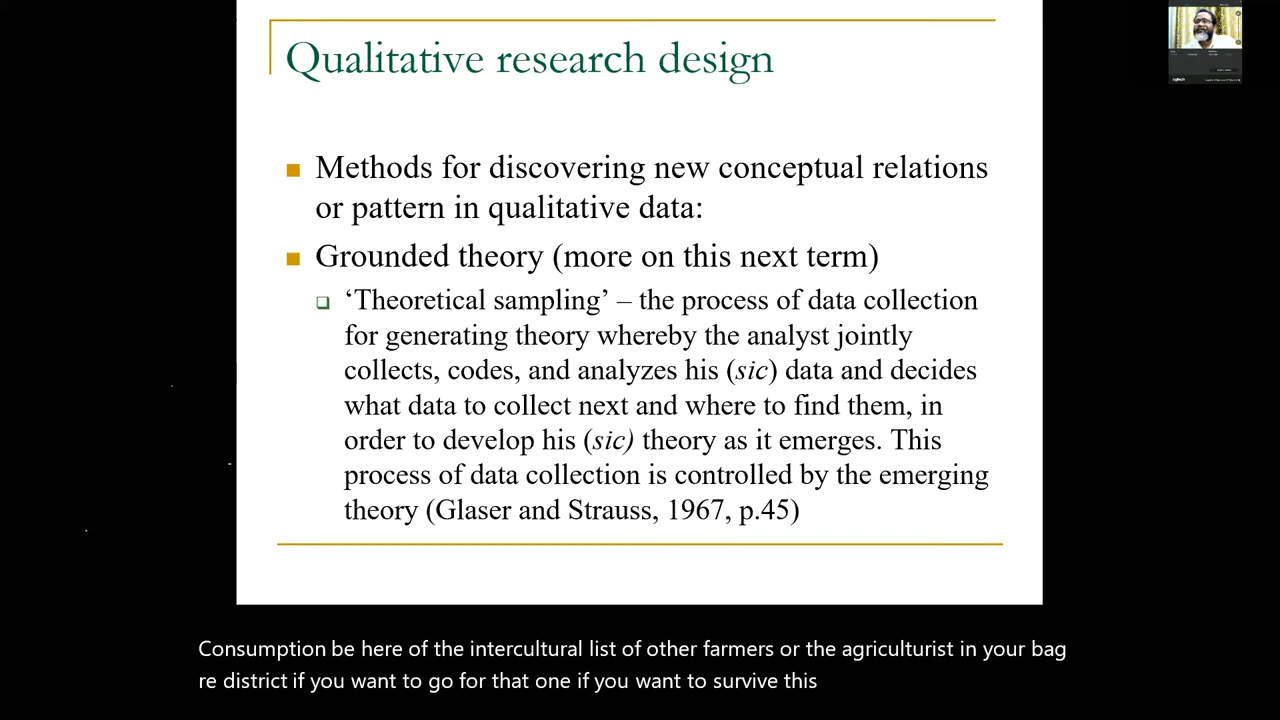 Qualitative research design
Methods for discovering new conceptual relations
or pattern in qualitative data:
Grounded theory (more on this next term)
‘Theoretical sampling’ – the process of data collection
for generating theory whereby the analyst jointly
collects, codes, and analyzes his (sic) data and decides
what data to collect next and where to find them, in
order to develop his (sic) theory as it emerges. This
process of data collection is controlled by the emerging
theory (Glaser and Strauss, 1967, p.45)
Consumption be here of the intercultural list of other farmers or the agriculturist in your bag
re district if you want to go for that one if you want to survive this